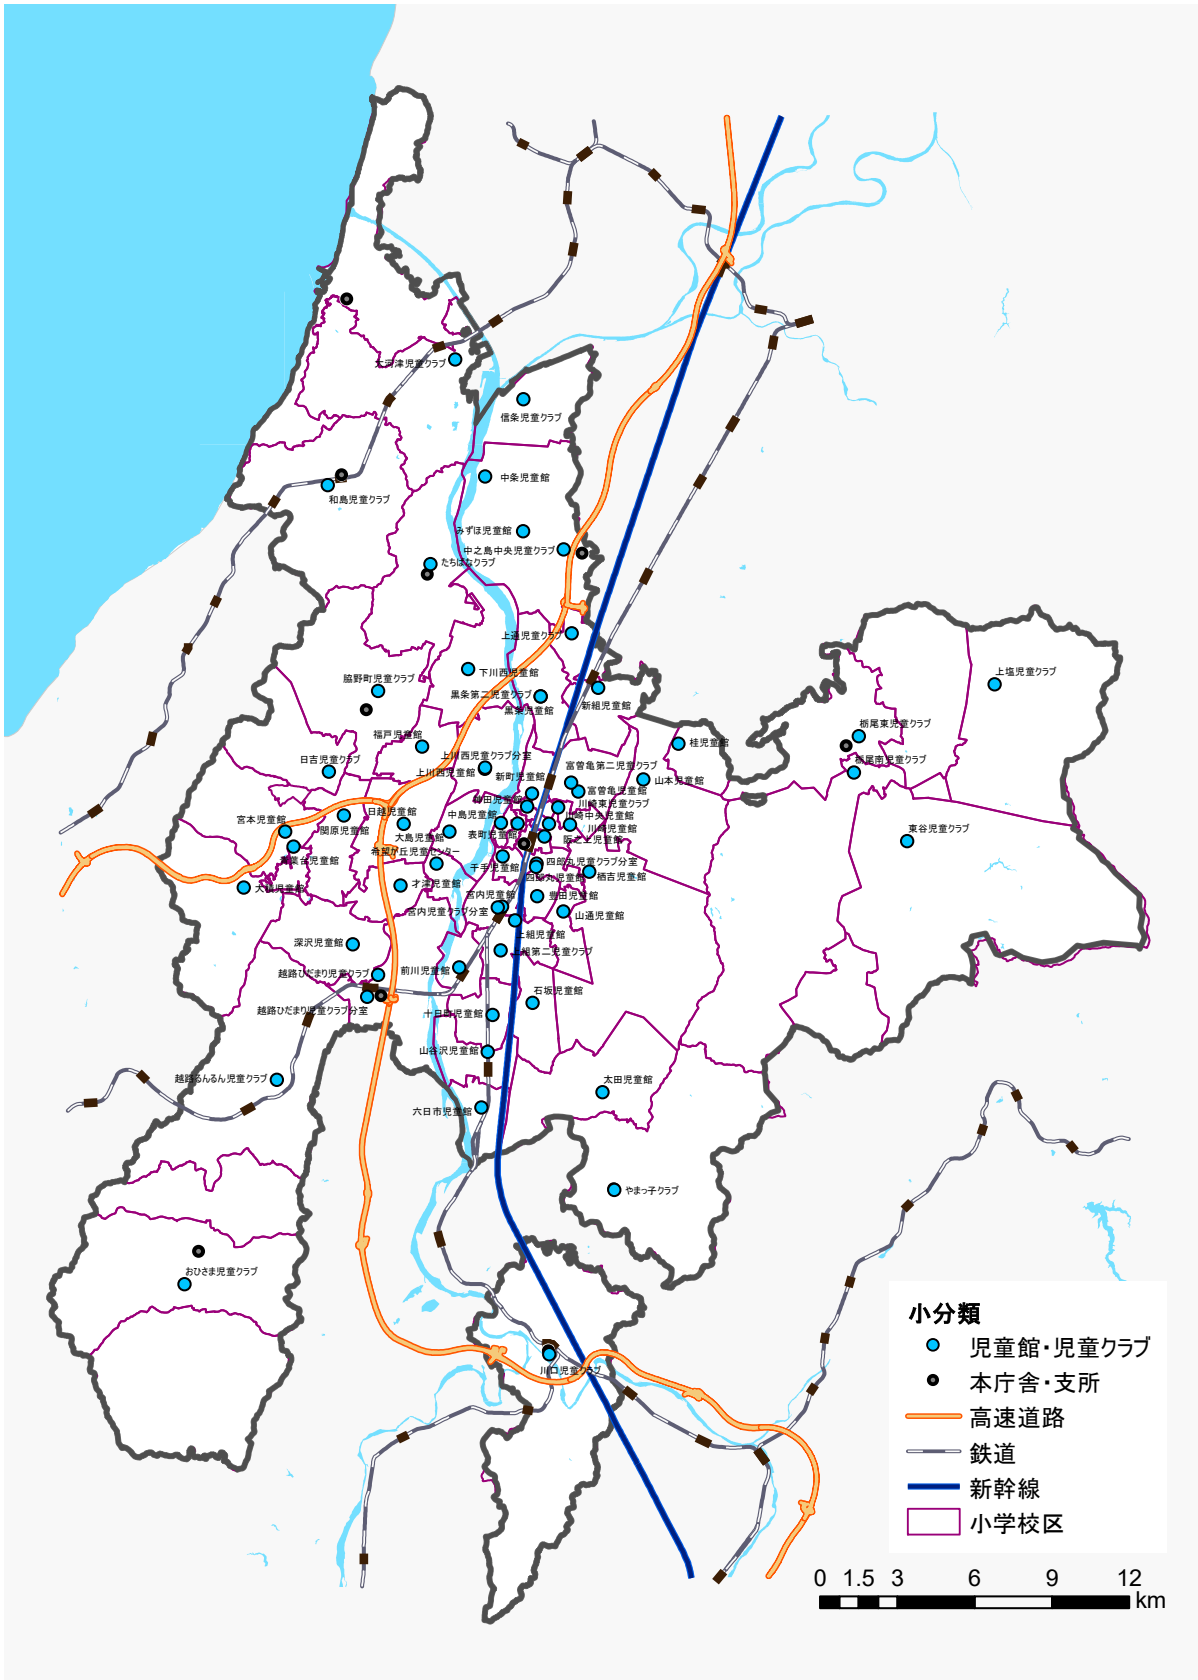 大河津児童クラブ
信条児童クラブ
中条児童館
和島児童クラブ
みずほ児童館
中之島中央児童クラブ
たちばなクラブ
上通児童クラブ
下川西児童館
上塩児童クラブ
脇野町児童クラブ
黒条第二児童クラブ
黒条児童館
新組児童館
栃尾東児童クラブ
福戸児童館
桂児童館
上川西児童クラブ分室
栃尾南児童クラブ
日吉児童クラブ
上川西児童館
新町児童館
富曽亀第二児童クラブ
山本児童館
富曽亀児童館
川崎東児童クラブ
宮本児童館
日越児童館
中島児童館
川崎中央児童館
関原児童館
大島児童館
表町児童館
川崎児童館
東谷児童クラブ
阪之上児童館
青葉台児童館
希望が丘児童センター
千手児童館
四郎丸児童クラブ分室
四郎丸児童館
栖吉児童館
大積児童館
才津児童館
宮内児童館
豊田児童館
宮内児童クラブ分室
山通児童館
上組児童館
深沢児童館
上組第二児童クラブ
前川児童館
越路ひだまり児童クラブ
石坂児童館
越路ひだまり児童クラブ分室
十日町児童館
山谷沢児童館
越路るんるん児童クラブ
太田児童館
六日市児童館
やまっ子クラブ
おひさま児童クラブ
川口児童クラブ
小分類
児童館・児童クラブ
本庁舎・支所
高速道路
鉄道
新幹線
小学校区
0 1.5 3 6 9 12
km